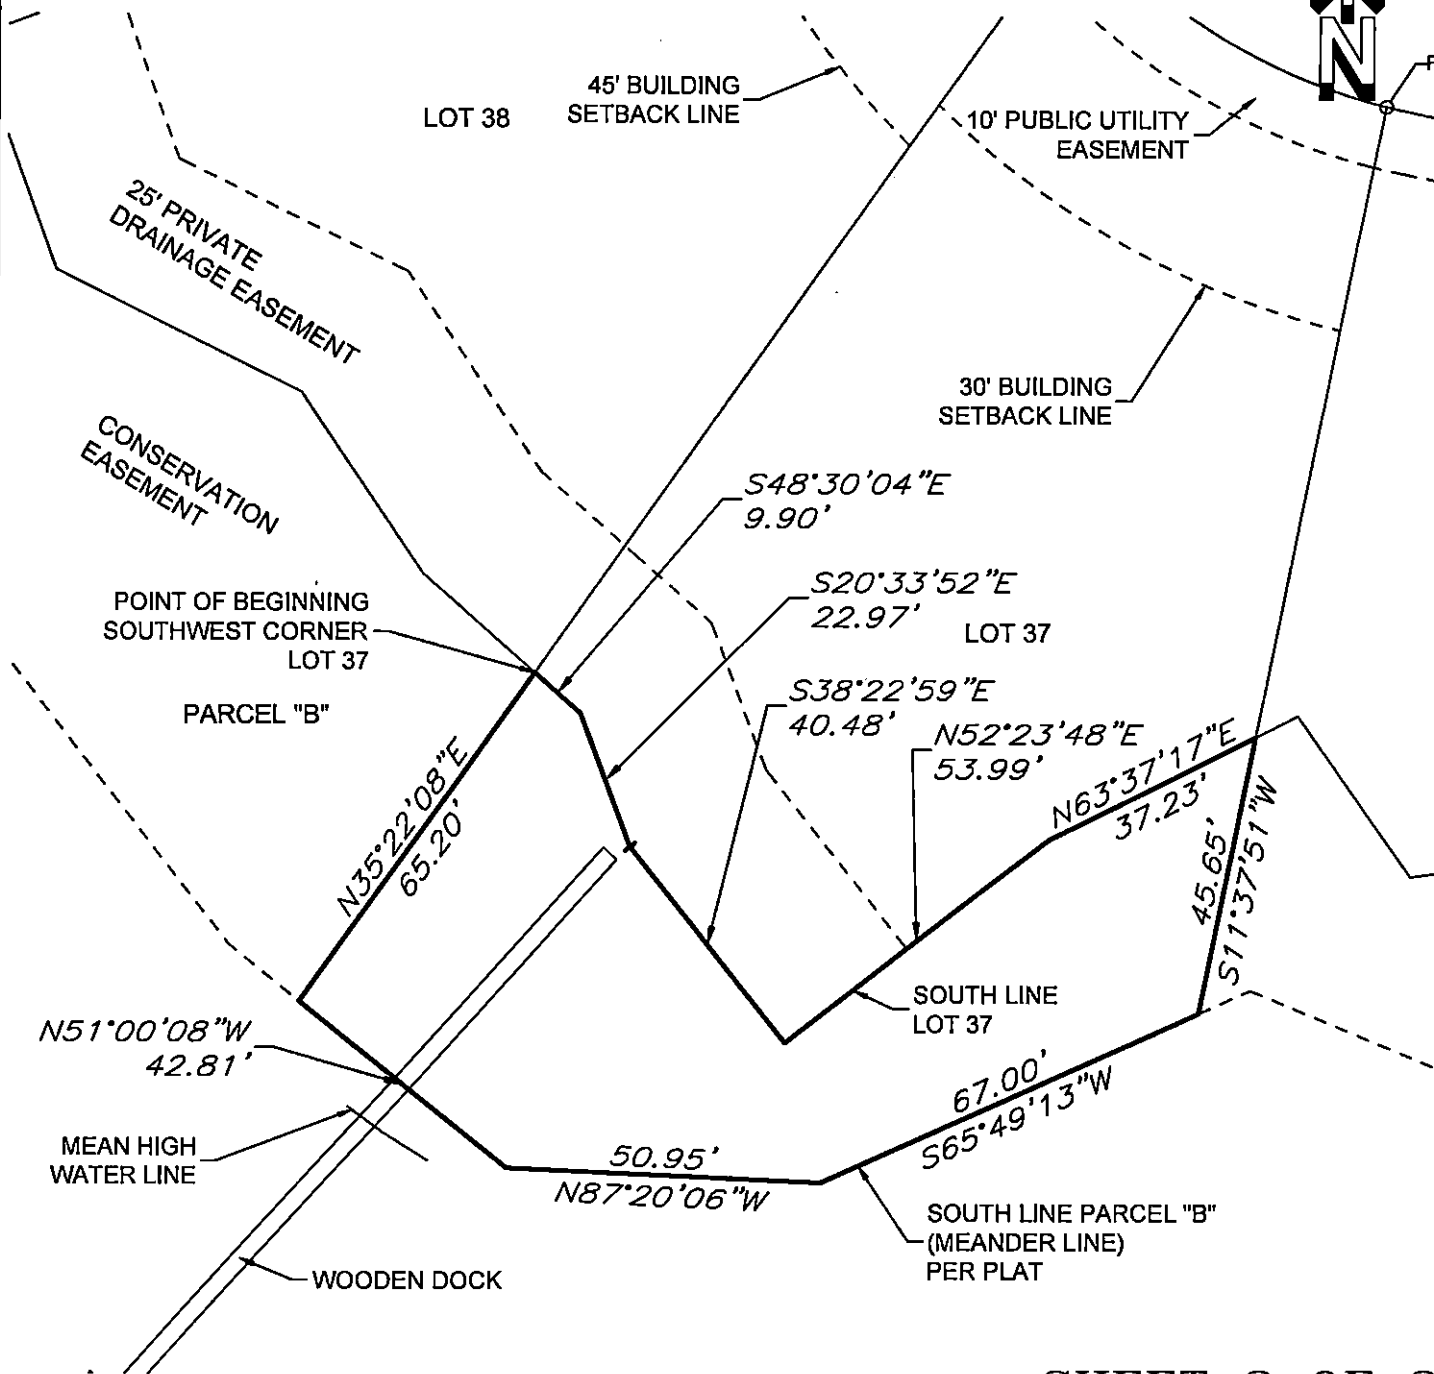 N
LOT 38
45' BUILDING
SETBACK LINE
10' PUBLIC UTILITY
EASEMENT
25' PRIVATE
DRAINAGE EASEMENT
30' BUILDING
SETBACK LINE
CONSERVATION
EASEMENT
S48°30'04"E
9.90'
S20°33'52"E
22.97'
LOT 37
POINT OF BEGINNING
SOUTHWEST CORNER
LOT 37
PARCEL "B"
S38°22'59"E
40.48'
N52°23'48"E
53.99'
N63°37'17"E
37.23'
N35°22'08"E
65.20'
45.65'
S11°37'51"W
SOUTH LINE
LOT 37
N51°00'08"W
42.81'
67.00'
S65°49'13"W
MEAN HIGH
WATER LINE
50.95'
N87°20'06"W
SOUTH LINE PARCEL "B"
(MEANDER LINE)
PER PLAT
WOODEN DOCK